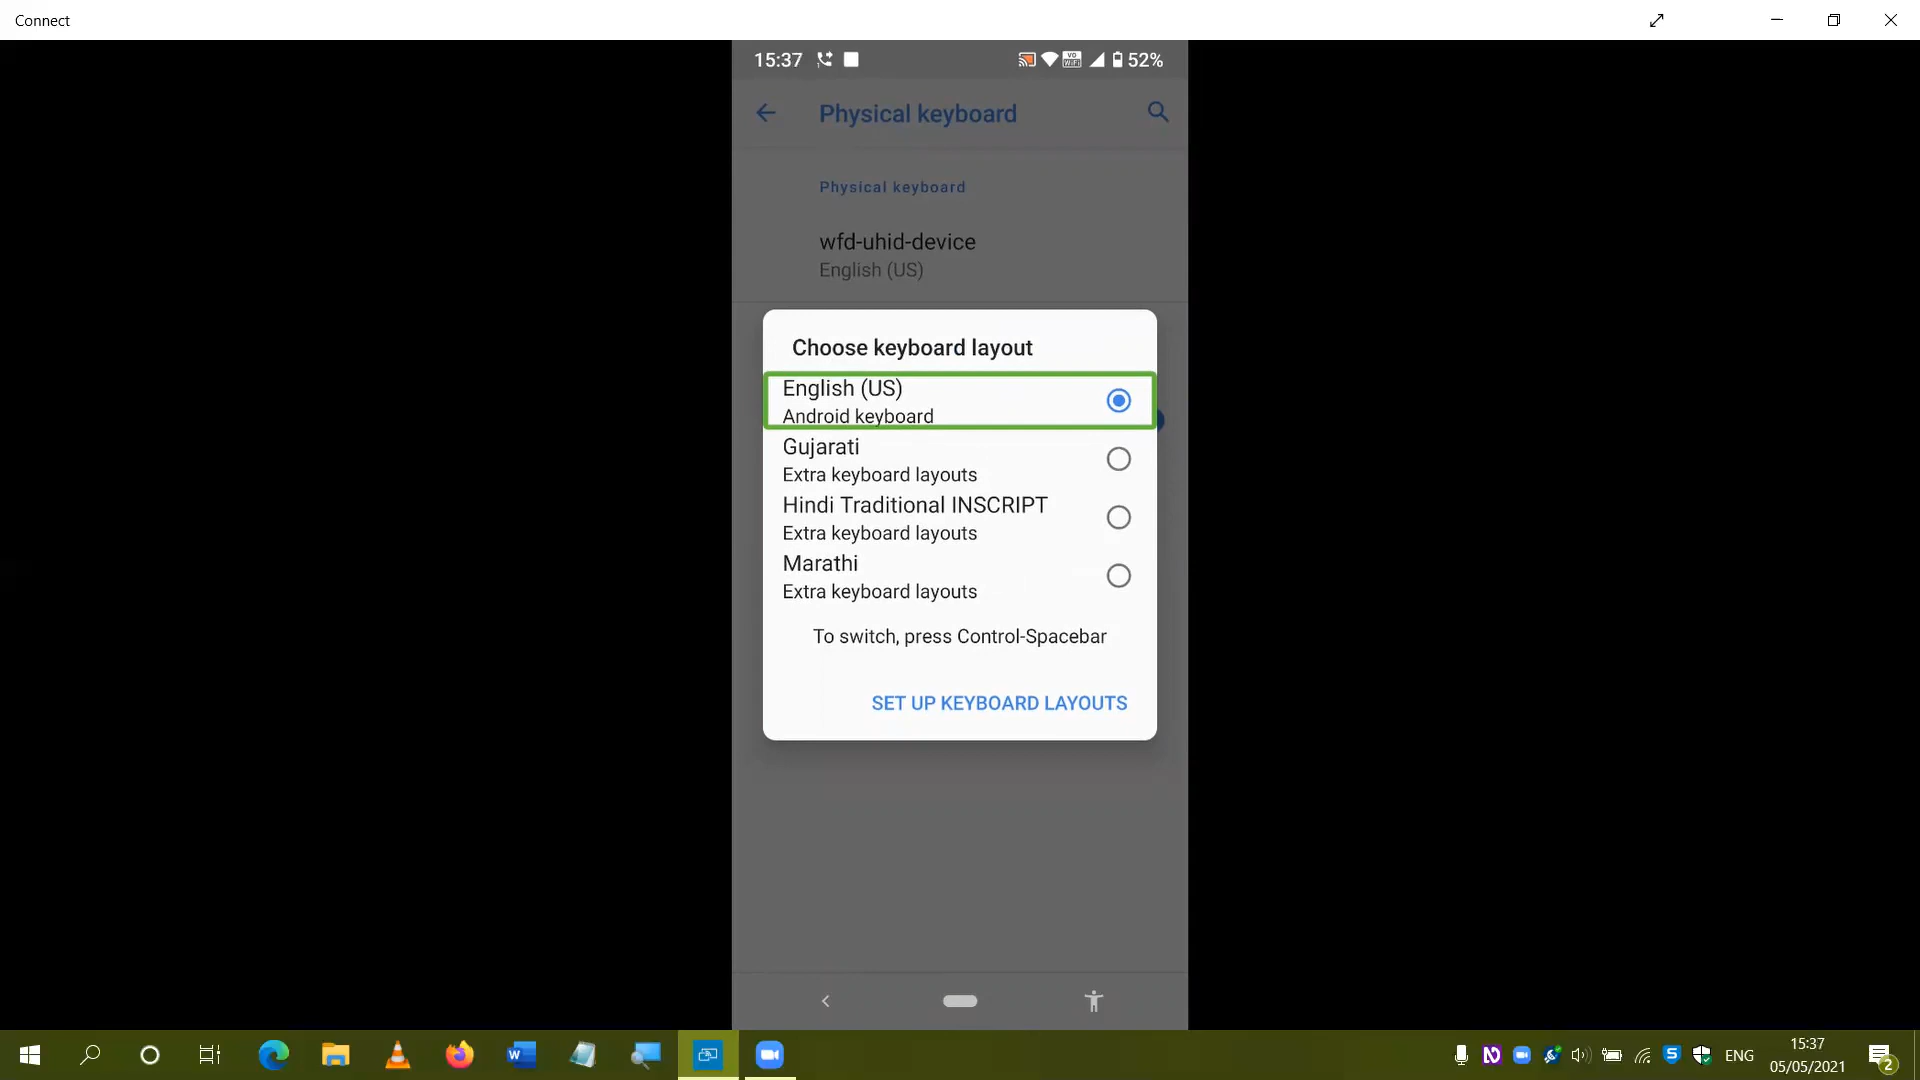 Connect
15:37
52%
Physical keyboard
Physical keyboard
wfd-uhid-device
English (US)
Choose keyboard layout
English (US)
Android keyboard
Gujarati
Extra keyboard layouts
Hindi Traditional INSCRIPT
Extra keyboard layouts
Marathi
Extra keyboard layouts
To switch, press Control-Spacebar
SET UP KEYBOARD LAYOUTS
ENG
15:37
05/05/2021
2